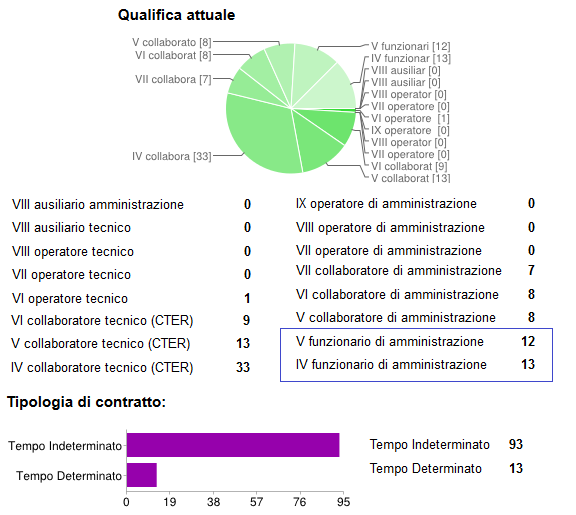 Qualifica attuale
V collaborato [8]
VI collaborat [8]
VII collabora [7]
IV collabora [33]
V funzionari [12]
IV funzionar [13]
VIII ausiliar [0]
VIII ausiliar [0]
VIII operator [0]
VII operatore [0]
VI operatore [1]
IX operatore [0]
VIII operator [0]
VII operatore [0]
VI collaborat [9]
V collaborat [13]
VIII ausiliario amministrazione 0
VIII ausiliario tecnico 0
VIII operatore tecnico 0
VII operatore tecnico 0
VI operatore tecnico 1
VI collaboratore tecnico (CTER) 9
V collaboratore tecnico (CTER) 13
IV collaboratore tecnico (CTER) 33
IX operatore di amministrazione 0
VIII operatore di amministrazione 0
VII operatore di amministrazione 0
VII collaboratore di amministrazione 7
VI collaboratore di amministrazione 8
V collaboratore di amministrazione 8
V funzionario di amministrazione 12
IV funzionario di amministrazione 13
Tipologia di contratto:
Tempo Indeterminato
Tempo Determinato
0 19 38 57 76 95
Tempo Indeterminato 93
Tempo Determinato 13